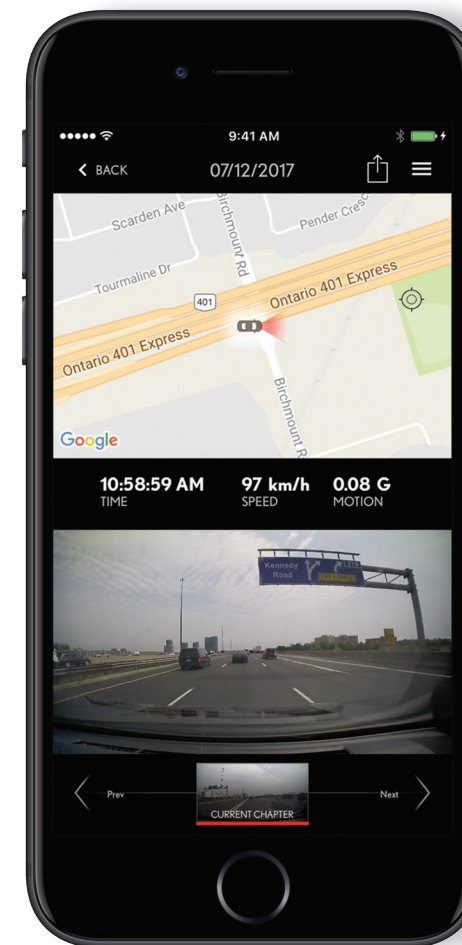 9:41 AM
BACK
07/12/2017
Scarden Ave
Birchmount Rd
Pender Cresc
Tourmaline Dr
401
Ontario 401 Express
Ontario 401 Express
Birchmount R
Google
10:58:59 AM 97 km/h 0.08 G
TIME SPEED MOTION
Kennedy
Road
Prev
Next
CURRENT CHAPTER